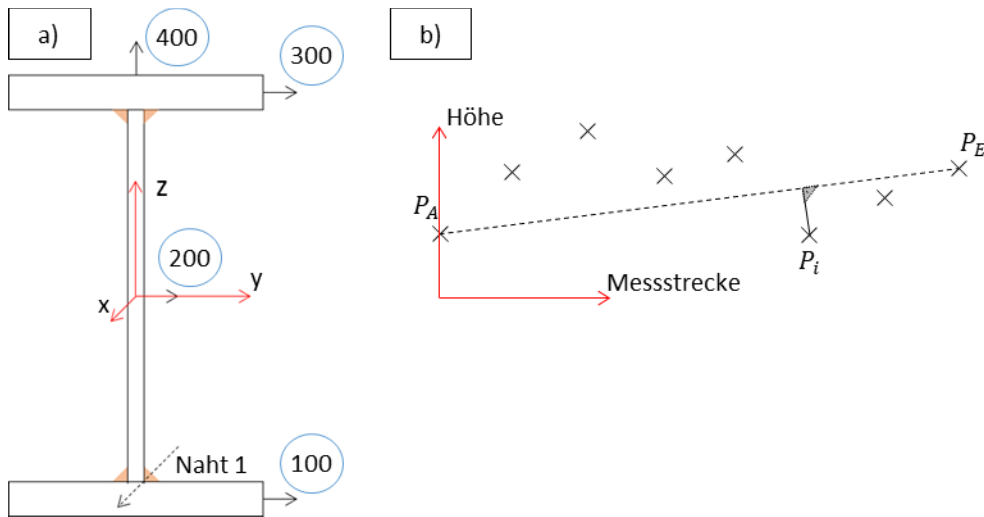 a)
400
300
z
200
y
x
Naht 1
100
b)
Höhe
P_E
P_A
P_i
Messstrecke